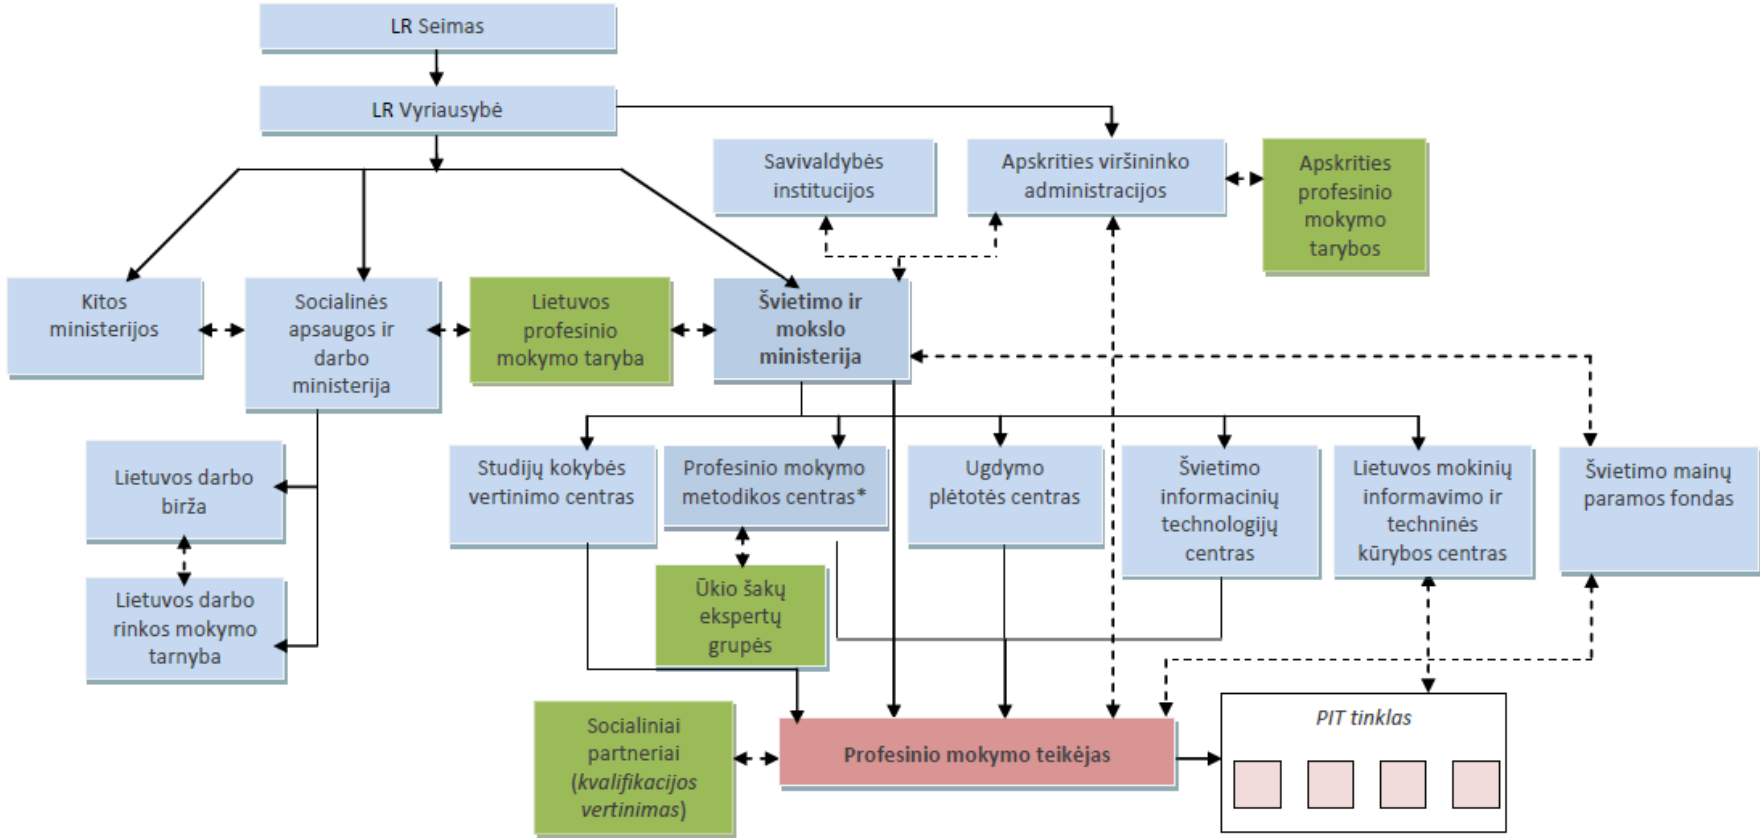 LR Seimas
LR Vyriausybė
Savivaldybės
institucijos
Apskrities viršininko
administracijos
Apskrities
profesinio
mokymo
tarybos
Kitos
ministerijos
Socialinės
apsaugos ir
darbo
ministerija
Lietuvos
profesinio
mokymo taryba
Švietimo ir
mokslo
ministerija
Lietuvos darbo
birža
Lietuvos darbo
rinkos mokymo
tarnyba
Studijų kokybės
vertinimo centras
Profesinio mokymo
metodikos centras*
Ugdymo
plėtotės centras
Švietimo
informacinių
technologijų
centras
Lietuvos mokinių
informavimo ir
techninės
kūrybos centras
Švietimo mainų
paramos fondas
Ūkio šakų
ekspertų
grupės
Socialiniai
partneriai
(kvalifikacijos
vertinimas)
Profesinio mokymo teikėjas
PIT tinklas